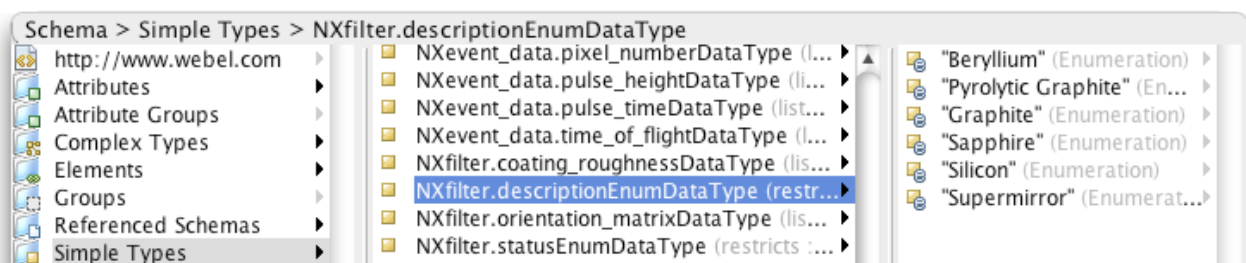 Schema > Simple Types > NXfilter.descriptionEnumDataType
http://www.webel.com
Attributes
Attribute Groups
Complex Types
Elements
Groups
Referenced Schemas
Simple Types
NXevent_data.pixel_numberDataType (l...
NXevent_data.pulse_heightDataType (li...
NXevent_data.pulse_timeDataType (list...
NXevent_data.time_of_flightDataType (l...
NXfilter.coating_roughnessDataType (lis...
NXfilter.descriptionEnumDataType (restr...
NXfilter.orientation_matrixDataType (lis...
NXfilter.statusEnumDataType (restricts :...
"Beryllium" (Enumeration)
"Pyrolytic Graphite" (En...
"Graphite" (Enumeration)
"Sapphire" (Enumeration)
"Silicon" (Enumeration)
"Supermirror" (Enumerat...